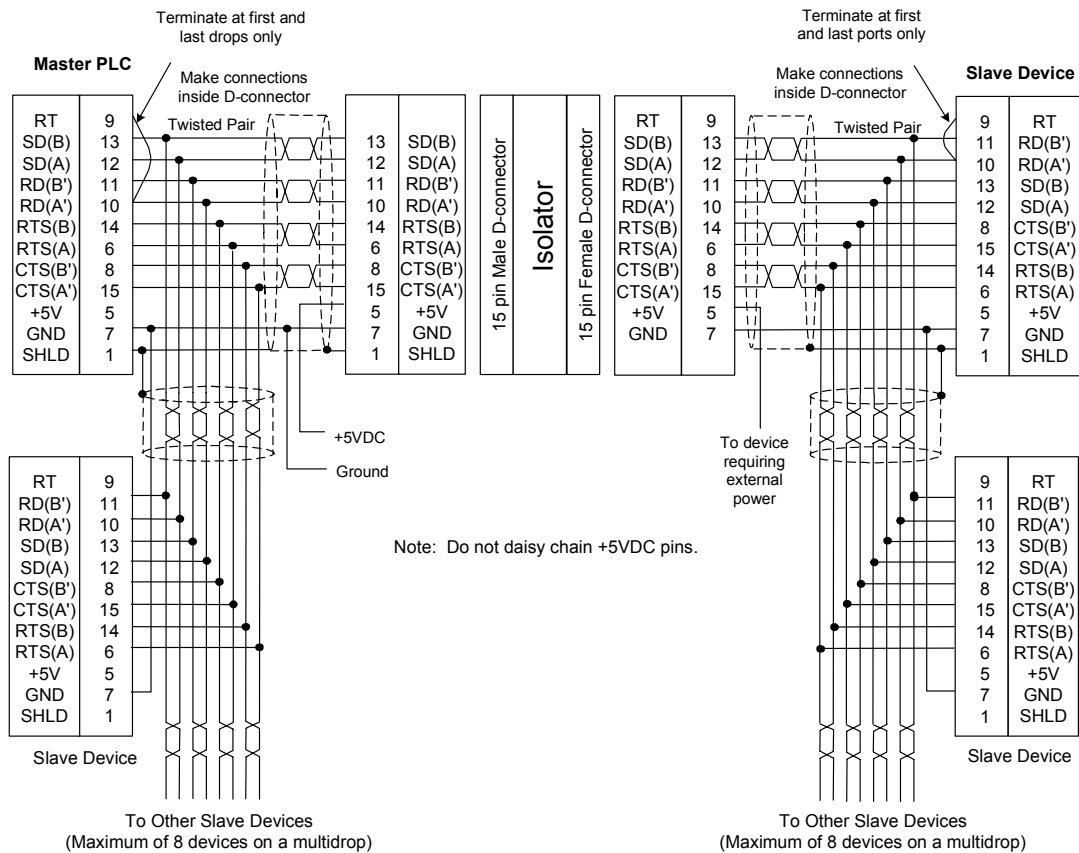 Terminate at first and
last drops only
Master PLC
Make connections
inside D-connector
Twisted Pair
RT 9
SD(B) 13
SD(A) 12
RD(B') 11
RD(A') 10
RTS(B) 14
RTS(A) 6
CTS(B') 8
CTS(A') 15
+5V 5
GND 7
SHLD 1
13 SD(B)
12 SD(A)
11 RD(B')
10 RD(A')
14 RTS(B)
6 RTS(A)
8 CTS(B')
15 CTS(A')
5 +5V
7 GND
1 SHLD
15 pin Male D-connector
Isolator
15 pin Female D-connector
Terminate at first
and last ports only
Make connections
inside D-connector
Slave Device
Twisted Pair
RT 9
SD(B) 13
SD(A) 12
RD(B') 11
RD(A') 10
RTS(B) 14
RTS(A) 6
CTS(B') 8
CTS(A') 15
+5V 5
GND 7
9 RT
11 RD(B')
10 RD(A')
13 SD(B)
12 SD(A)
8 CTS(B')
15 CTS(A')
14 RTS(B)
6 RTS(A)
5 +5V
7 GND
1 SHLD
+5VDC
Ground
To device
requiring
external
power
Note: Do not daisy chain +5VDC pins.
RT 9
RD(B') 11
RD(A') 10
SD(B) 13
SD(A) 12
CTS(B') 8
CTS(A') 15
RTS(B) 14
RTS(A) 6
+5V 5
GND 7
SHLD 1
Slave Device
9 RT
11 RD(B')
10 RD(A')
13 SD(B)
12 SD(A)
8 CTS(B')
15 CTS(A')
14 RTS(B)
6 RTS(A)
5 +5V
7 GND
1 SHLD
Slave Device
To Other Slave Devices
(Maximum of 8 devices on a multidrop)
To Other Slave Devices
(Maximum of 8 devices on a multidrop)